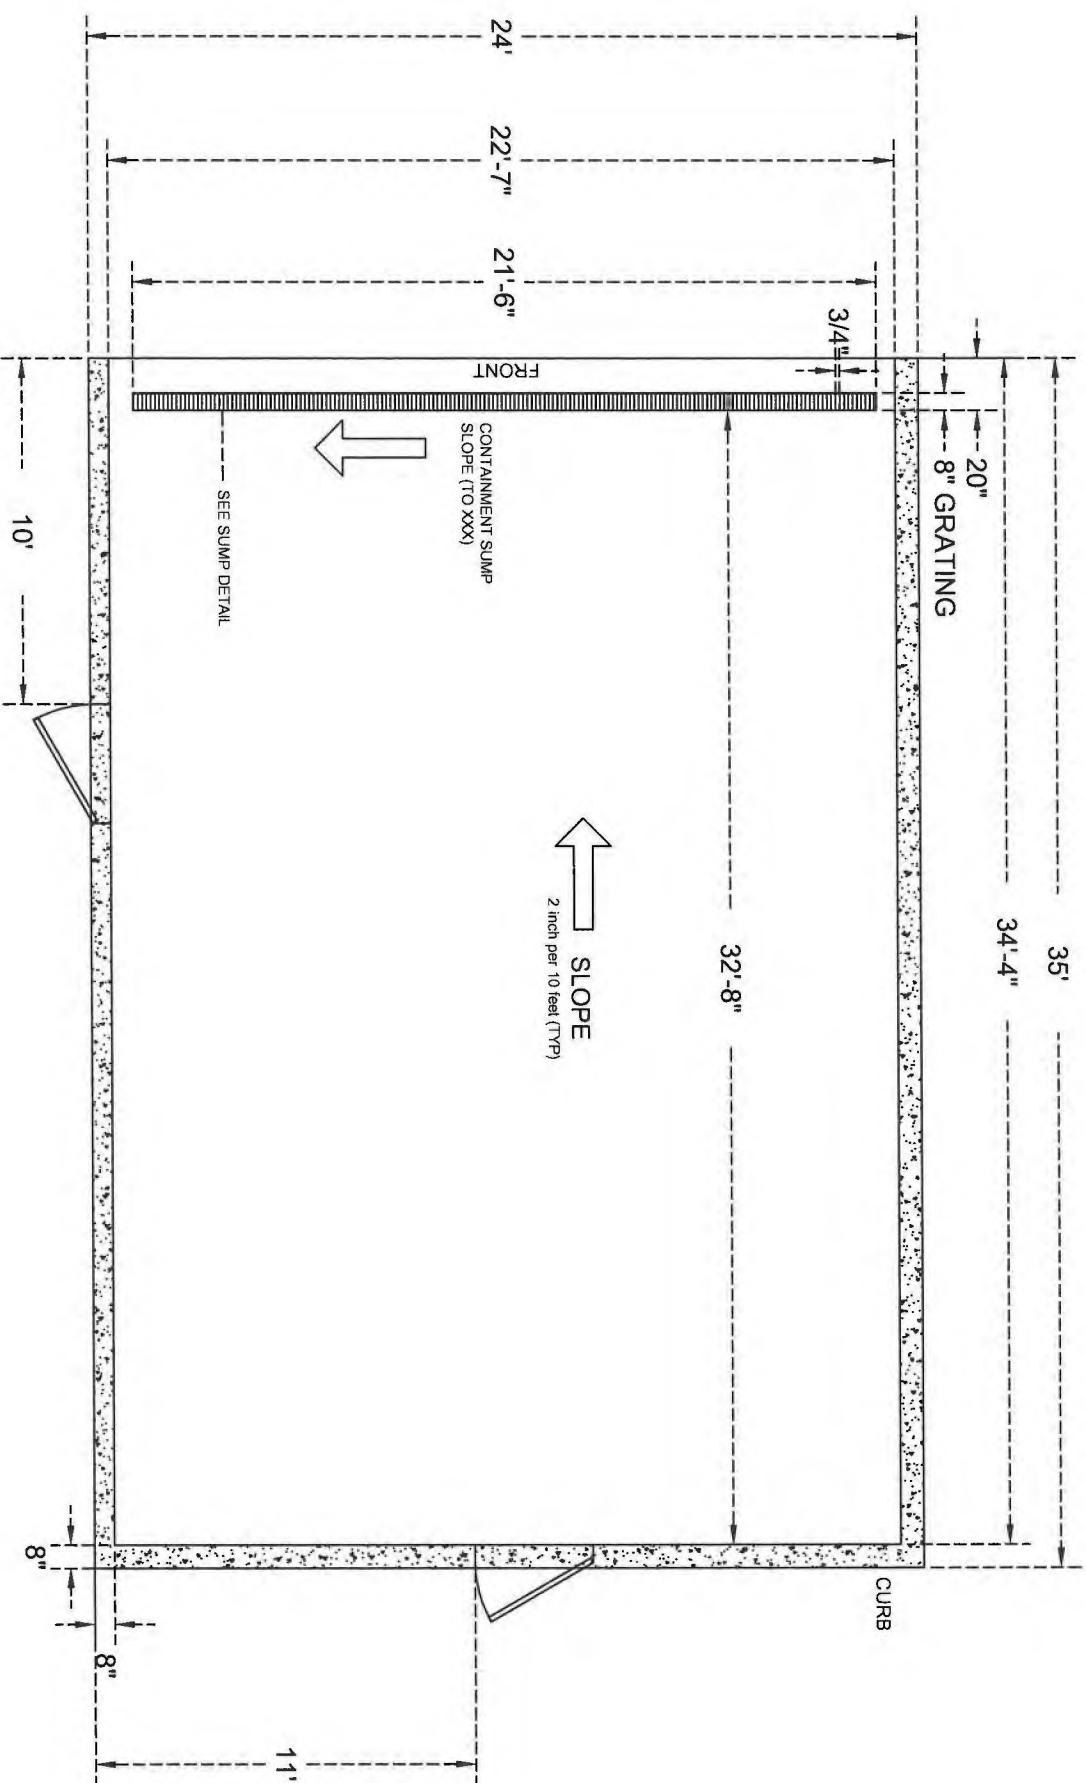 35'
34'-4"
32'-8"
20"
8" GRATING
3/4"
24'
22'-7"
21'-6"
FRONT
CONTAINMENT SUMP
SLOPE (TO XXX)
SEE SUMP DETAIL
SLOPE
2 inch per 10 feet (TYP)
CURB
10'
8"
8"
11'